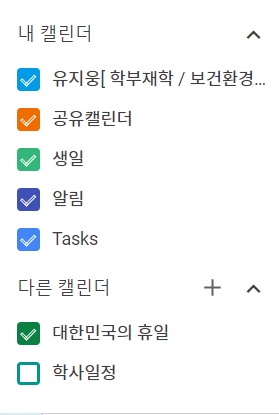 내 캘린더
유지웅[ 학부재학 / 보건환경...
공유캘린더
생일
알림
Tasks
다른 캘린더
대한민국의 휴일
학사일정